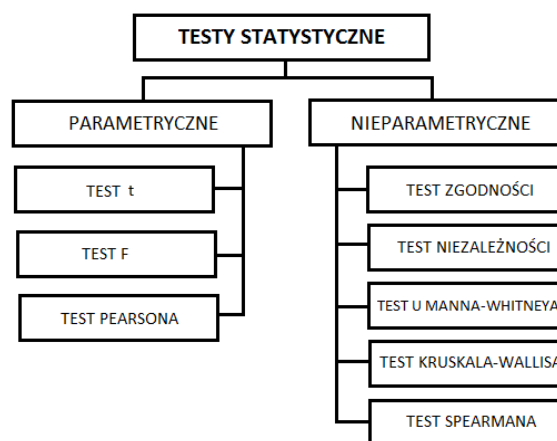 TESTY STATYSTYCZNE
PARAMETRYCZNE
NIEPARAMETRYCZNE
TEST t
TEST F
TEST PEARSONA
TEST ZGODNOŚCI
TEST NIEZALEŻNOŚCI
TEST U MANNA-WHITNEYA
TEST KRUSKALA-WALLISA
TEST SPEARMANA